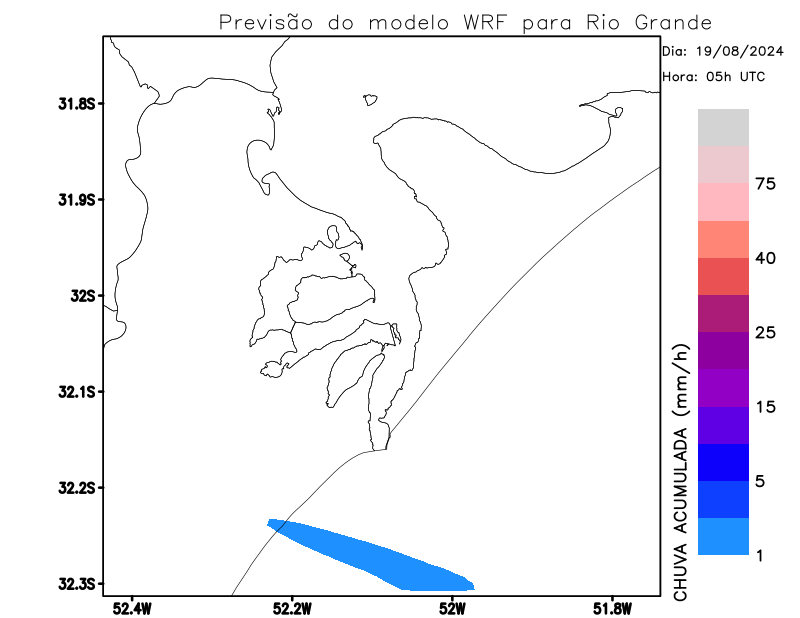 Previsão do modelo WRF para Rio Grande
Dia: 19/08/2024
Hora: 05h UTC
31.8S
31.9S
32S
32.1S
32.2S
32.3S
52.4W
52.2W
52W
51.8W
75
40
25
15
5
1
CHUVA ACUMULADA (mm/h)